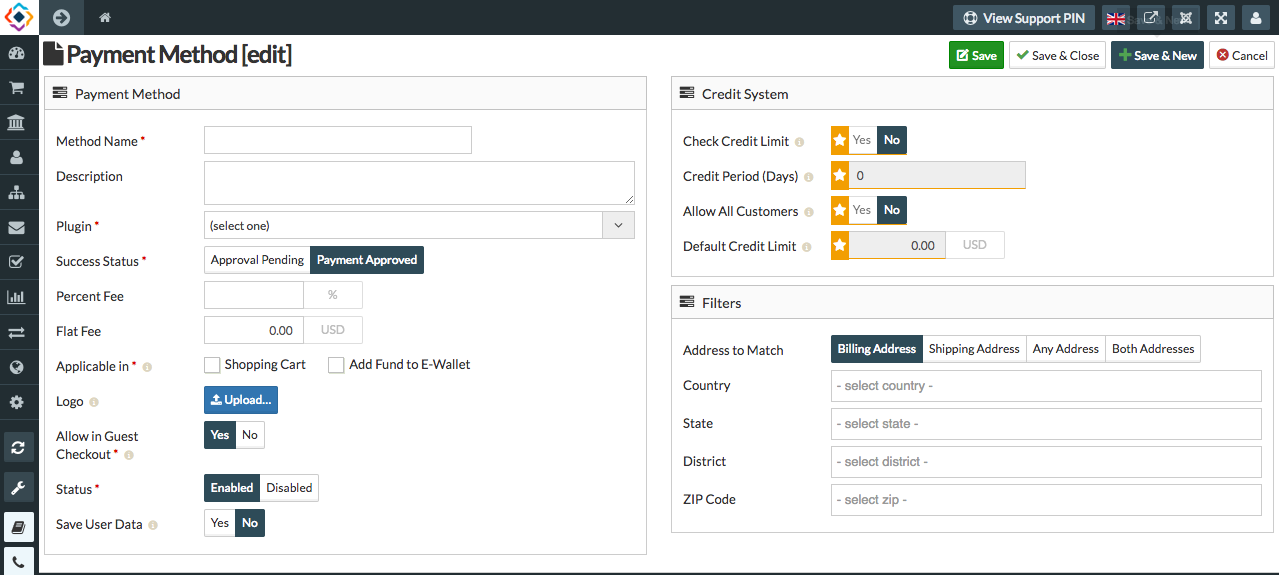 View Support PIN
Payment Method [edit]
Save
Save & Close
Save & New
Cancel
Payment Method
Method Name *
Description
Plugin *
(select one)
Success Status *
Approval Pending
Payment Approved
Percent Fee
%
Flat Fee
0.00
USD
Applicable in *
Shopping Cart
Add Fund to E-Wallet
Logo
Upload...
Allow in Guest
Checkout *
Yes
No
Status *
Enabled
Disabled
Save User Data
Yes
No
Credit System
Check Credit Limit
Yes
No
Credit Period (Days)
0
Allow All Customers
Yes
No
Default Credit Limit
0.00
USD
Filters
Address to Match
Billing Address
Shipping Address
Any Address
Both Addresses
Country
- select country -
State
- select state -
District
- select district -
ZIP Code
- select zip -